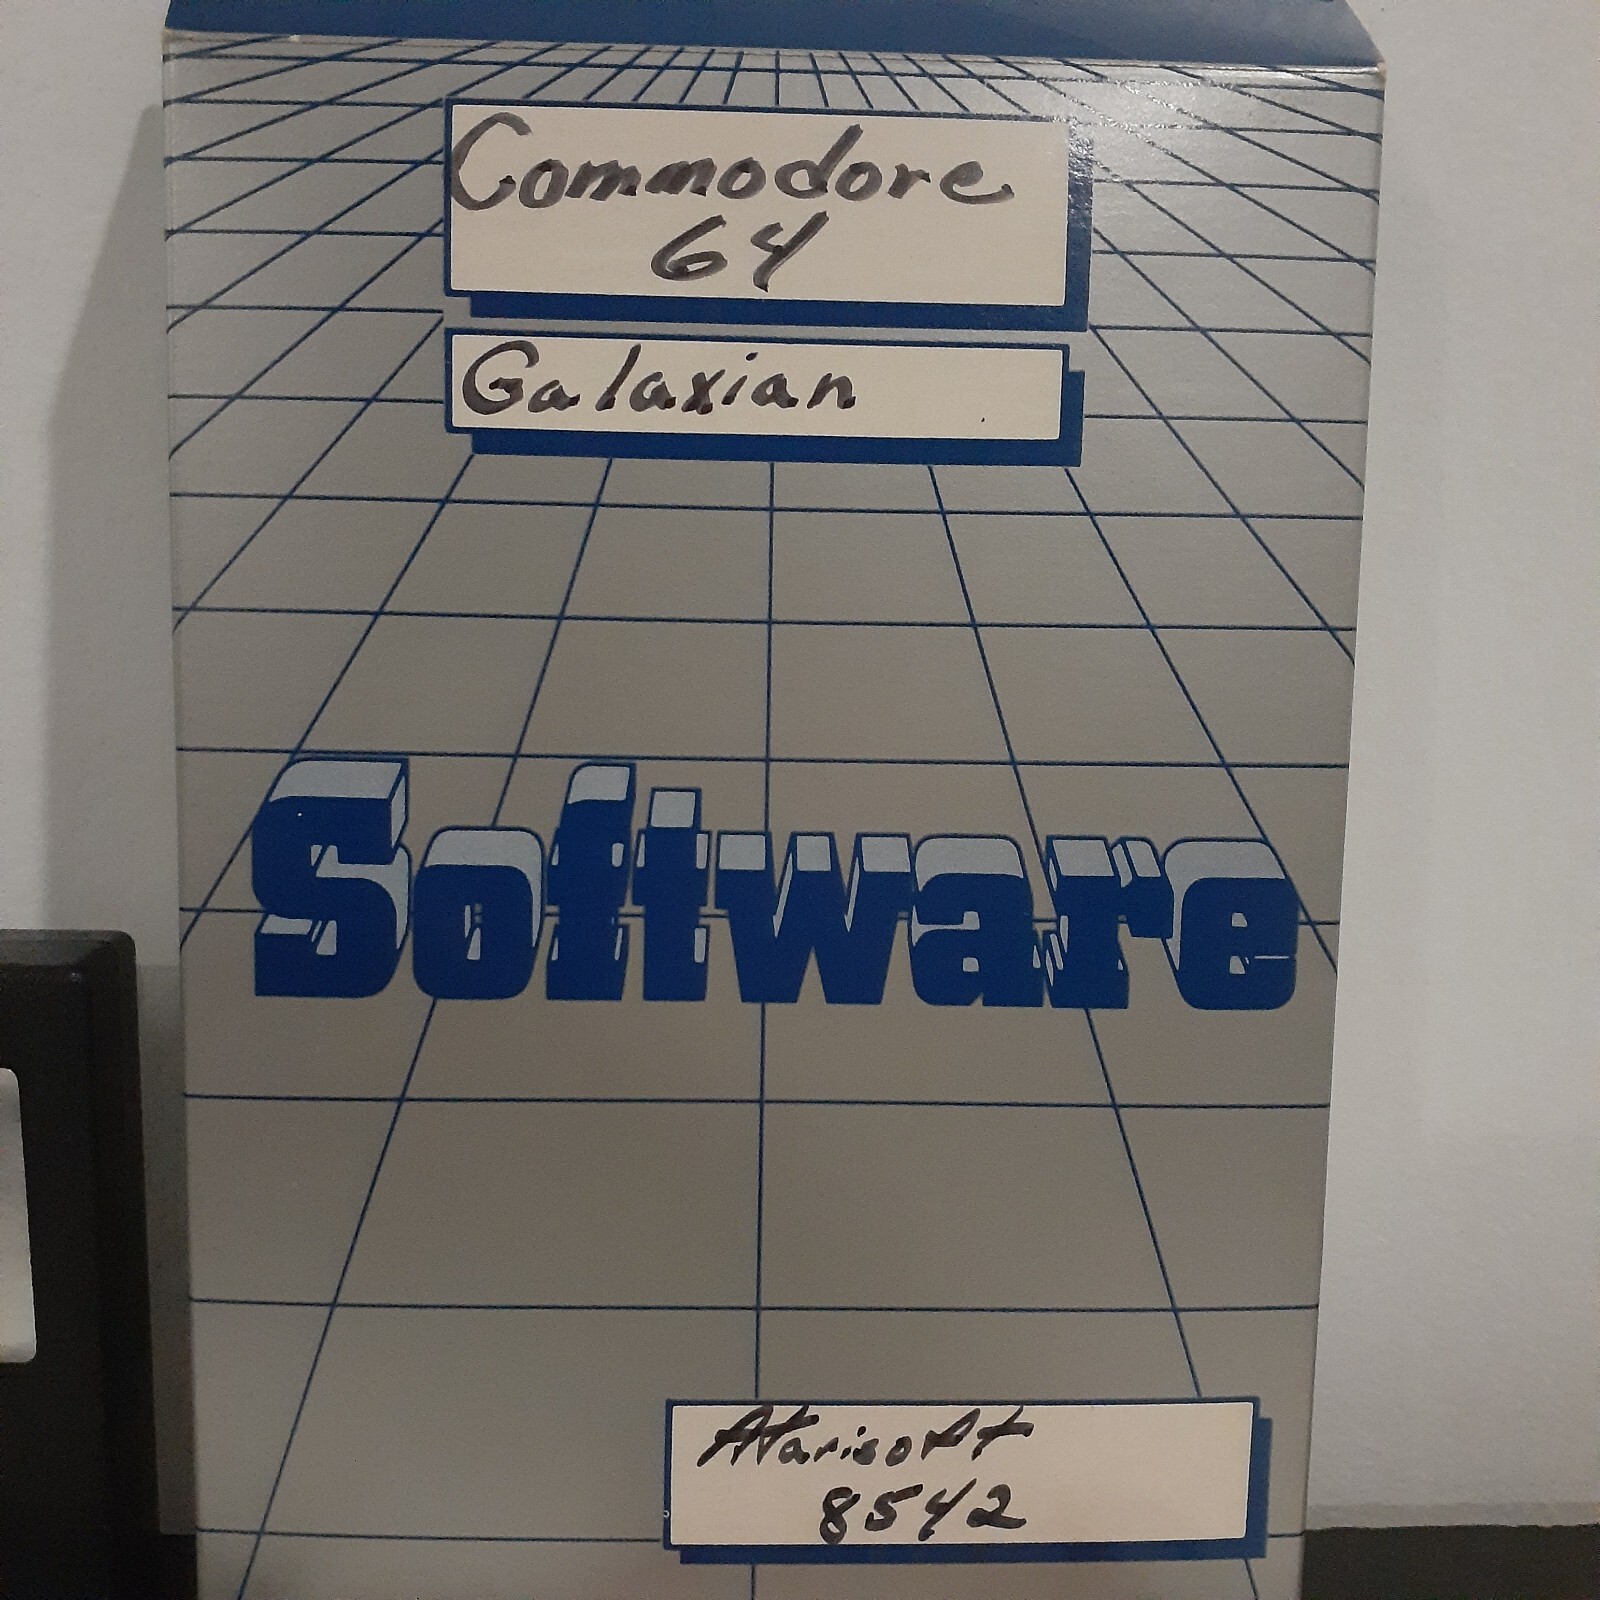 Commodore
64
Galaxian
Software
Atarisoft
8542